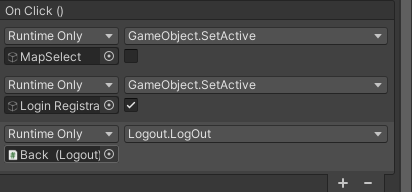 On Click ()
Runtime Only GameObject.SetActive
MapSelect
Runtime Only GameObject.SetActive
Login Registra
Runtime Only Logout.LogOut
Back (Logout)
+ −